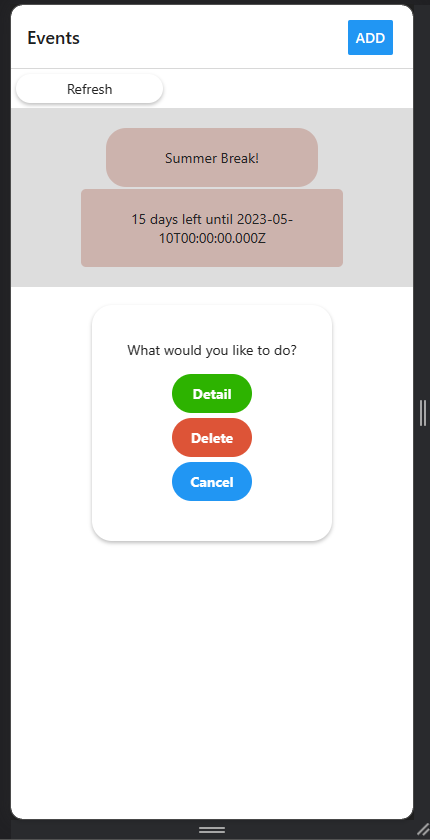 Events
ADD
Refresh
Summer Break!
15 days left until 2023-05-
10T00:00:00.000Z
What would you like to do?
Detail
Delete
Cancel